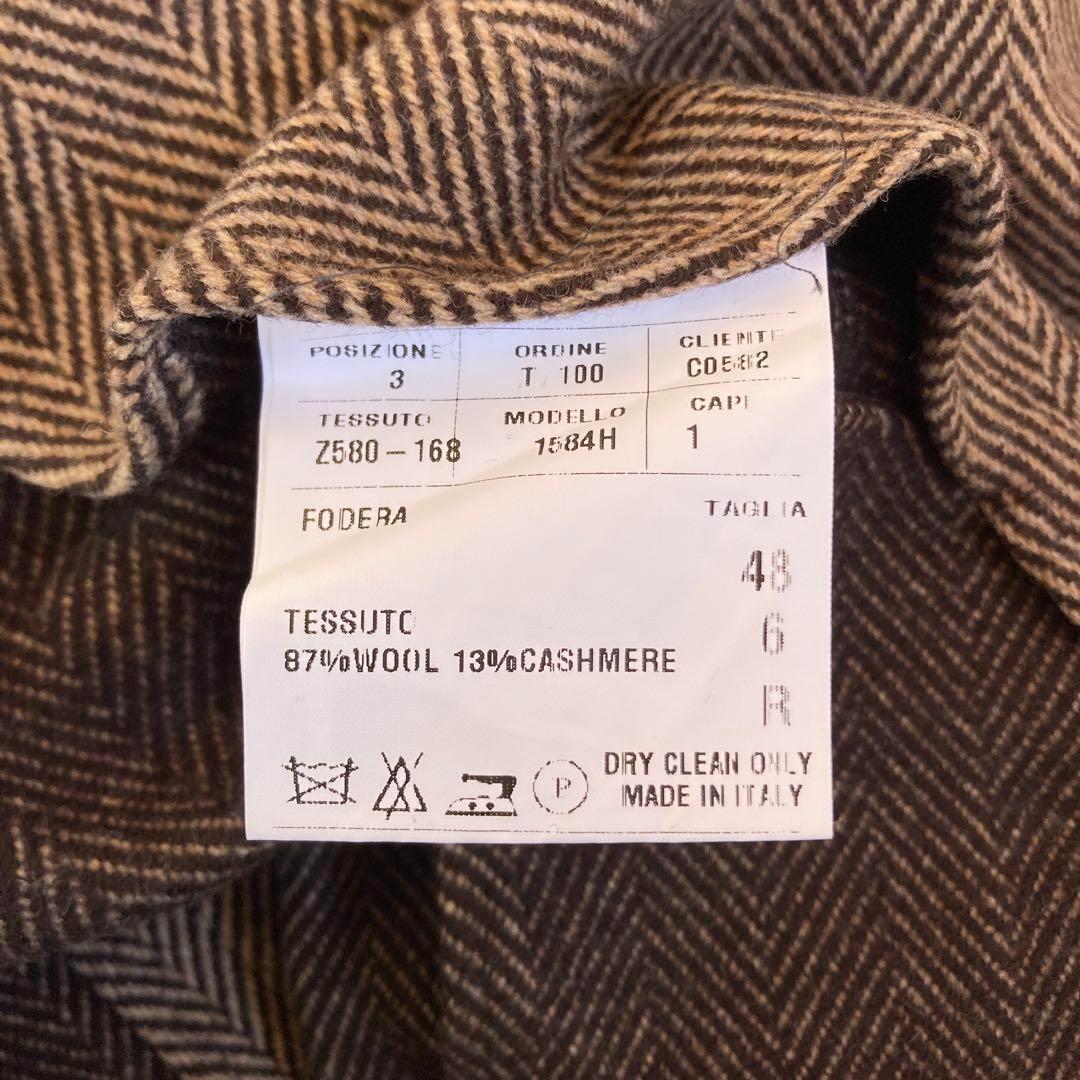 POSIZIONE ORDINE CLIENTE
3 T 100 C0582
TESSUTO MODELLO CAPI
Z580-168 1584H 1
FODERA TAGLIA
48
TESSUTO 6
87%WOOL 13%CASHMERE
R
P DRY CLEAN ONLY
MADE IN ITALY